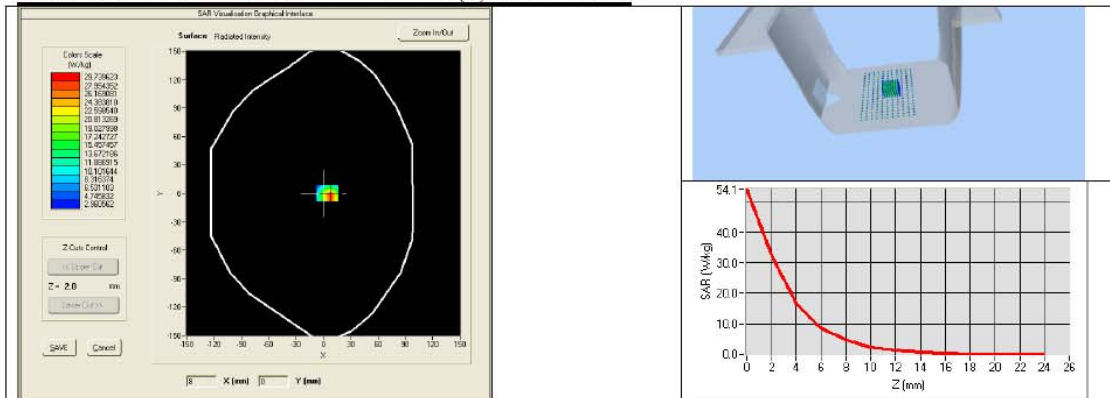 SAR Visualisation Graphical Interface
Surface Radiated Intensity
Zoom In/Out
Colors Scale
(W/kg)
29.739623
27.954352
26.169081
24.383810
22.598540
20.813269
19.027998
17.242727
15.457457
13.672186
11.886915
10.101644
8.316374
6.531103
4.745832
2.960562
150
120
90
60
30
0
-30
-60
-90
-120
-150
Y
-150 -120 -90 -60 -30 0 30 60 90 120 150
X
Z-Cuts Control
Z = 2.0 mm
SAVE Cancel
8 X (mm) 0 Y (mm)
54.1
40.0
30.0
20.0
10.0
0.0
SAR (W/kg)
0 2 4 6 8 10 12 14 16 18 20 22 24 26
Z (mm)